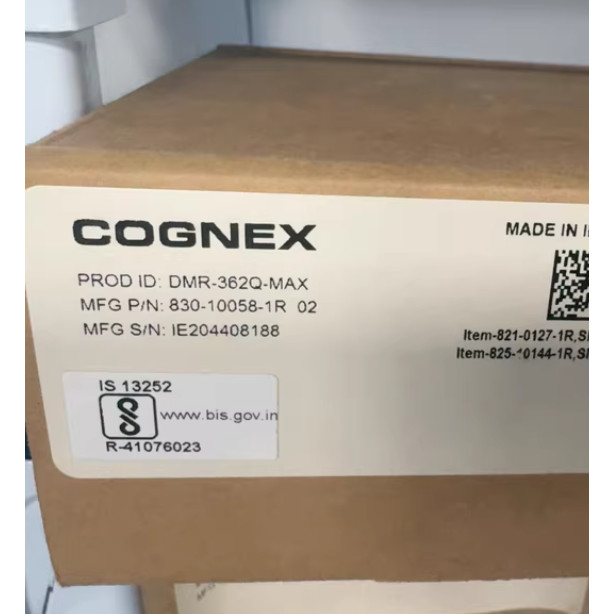 COGNEX
PROD ID: DMR-362Q-MAX
MFG P/N: 830-10058-1R 02
MFG S/N: IE204408188
MADE IN
Item-821-0127-1R,
Item-825-10144-1R,
IS 13252
www.bis.gov.in
R-41076023